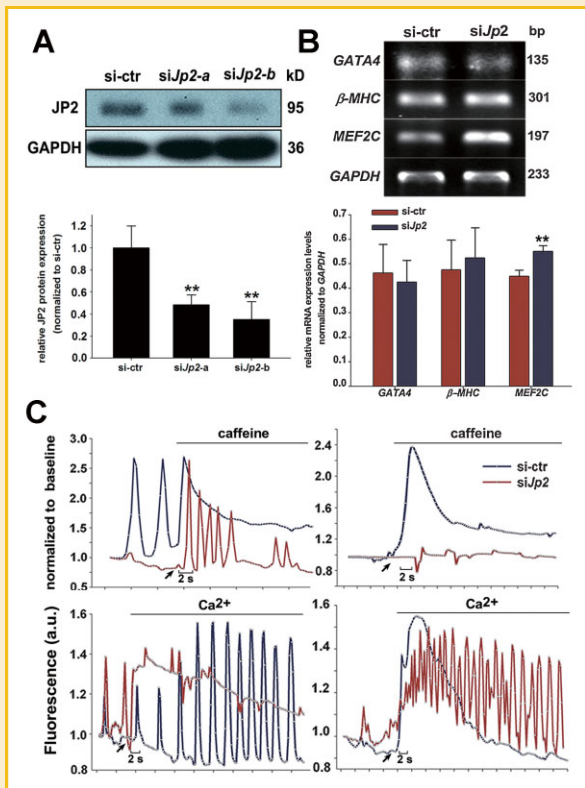 A
si-ctr siJp2-a siJp2-b kD
JP2 95
GAPDH 36
relative JP2 protein expression
(normalized to si-ctr)
1.2
1.0
0.8
0.6
0.4
0.2
0.0
** **
si-ctr siJp2-a siJp2-b
B
si-ctr siJp2 bp
GATA4 135
β-MHC 301
MEF2C 197
GAPDH 233
relative mRNA expression levels
normalized to GAPDH
0.7
0.6
0.5
0.4
0.3
0.2
0.1
0.0
si-ctr
siJp2
**
GATA4 β-MHC MEF2C
C
Fluorescence (a.u.) normalized to baseline
caffeine
3.0
2.5
2.0
1.5
1.0
0.5
2 s
caffeine
2.4
2.0
1.6
1.2
0.8
si-ctr
siJp2
2 s
Ca2+
1.6
1.4
1.2
1.0
0.8
2 s
Ca2+
1.6
1.4
1.2
1.0
0.8
2 s